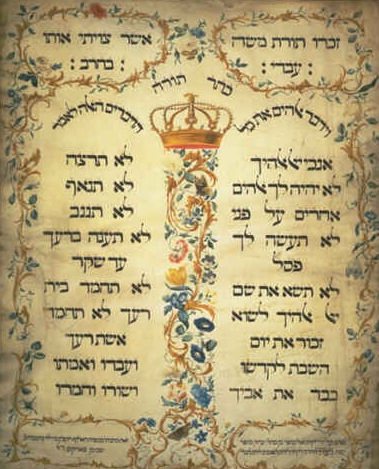 זכרו תורת משה
: עבדי :
אשר צויתי אותו
: בחרב :
כתר תורה
וידבר אלהים את כל
הדברים האלה לאמר
אנכי יי אלהיך
לא יהיה לך אלהים
אחרים על פני
לא תעשה לך
פסל
לא תשא את שם
יי אלהיך לשוא
זכור את יום
השבת לקדשו
כבד את אביך
לא תרצח
לא תנאף
לא תגנב
לא תענה ברעך
עד שקר
לא תחמד בית
רעך לא תחמד
אשת רעך
ועבדו ואמתו
ושורו וחמרו